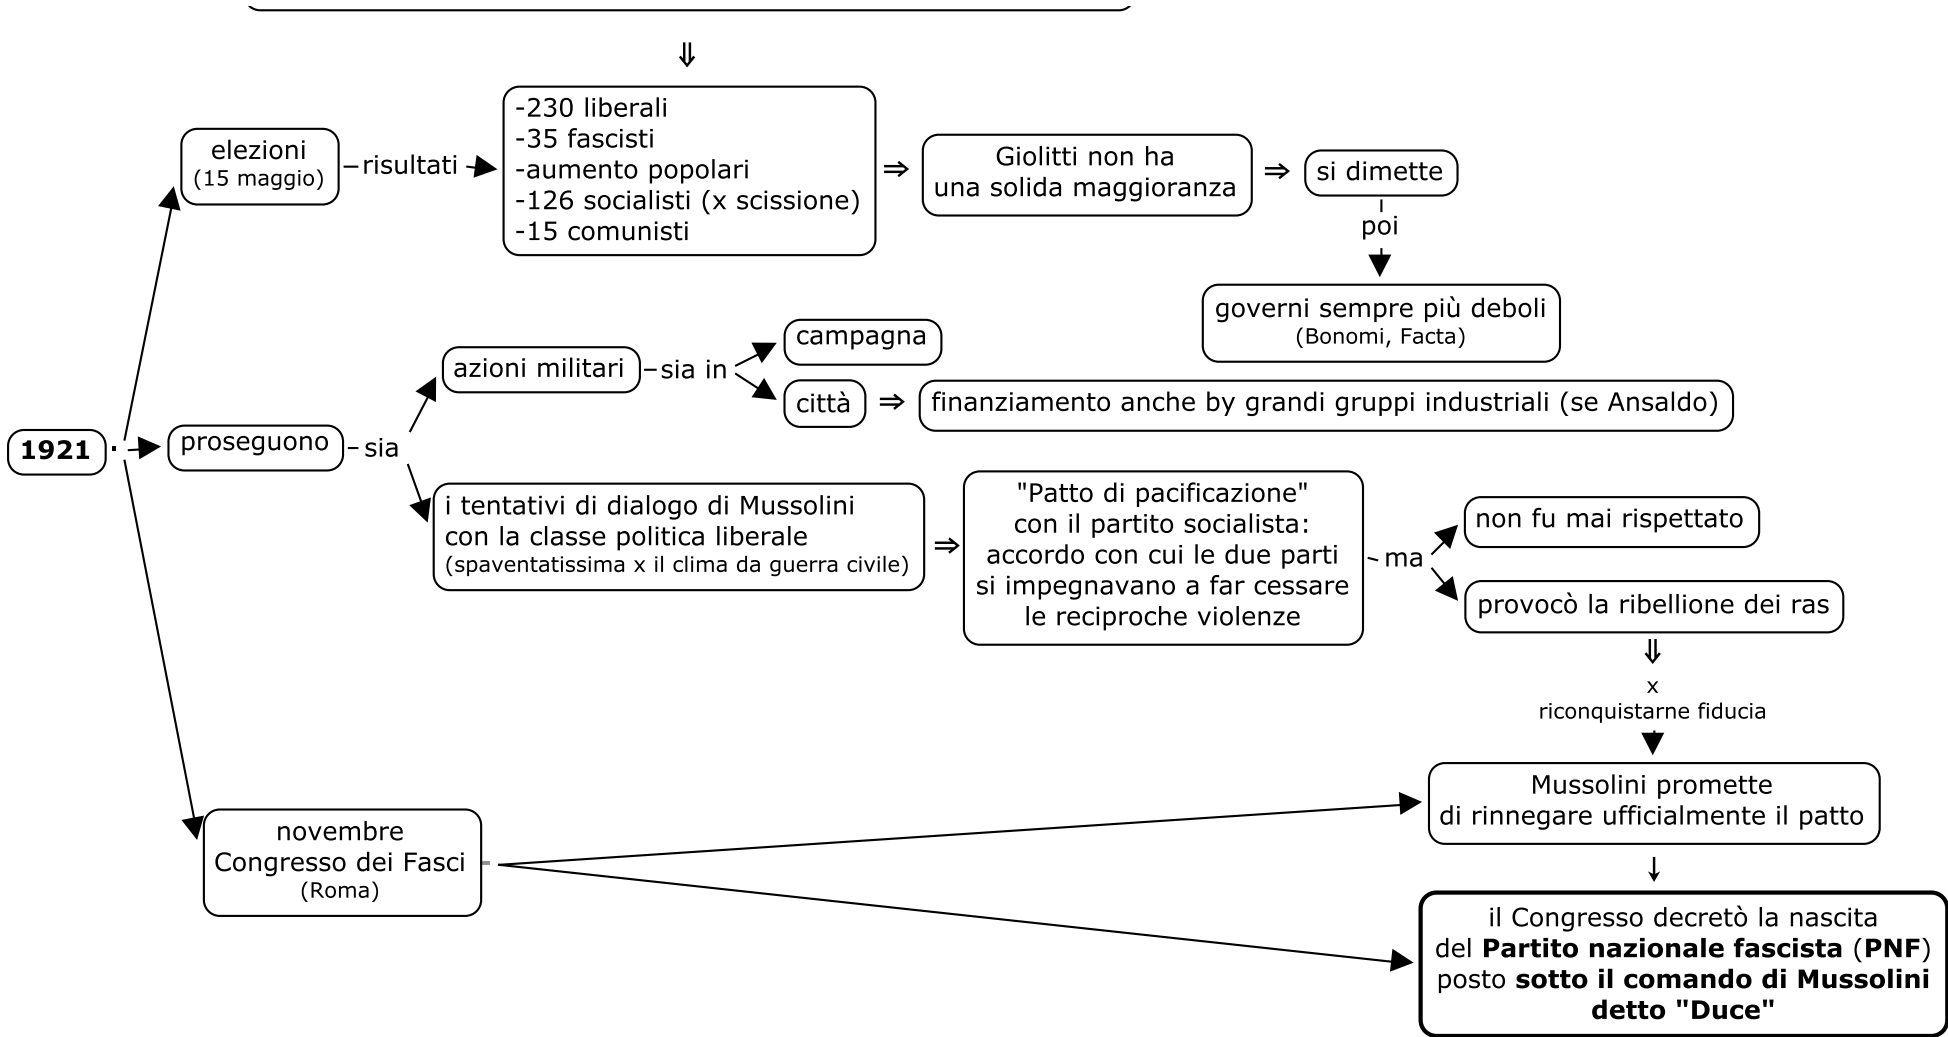 ⇓
-230 liberali
-35 fascisti
-aumento popolari
-126 socialisti (x scissione)
-15 comunisti
elezioni
(15 maggio)
risultati
⇒
Giolitti non ha
una solida maggioranza
⇒
si dimette
poi
governi sempre più deboli
(Bonomi, Facta)
1921
proseguono
sia
azioni militari
sia in
campagna
città
⇒
finanziamento anche by grandi gruppi industriali (se Ansaldo)
i tentativi di dialogo di Mussolini
con la classe politica liberale
(spaventatissima x il clima da guerra civile)
⇒
"Patto di pacificazione"
con il partito socialista:
accordo con cui le due parti
si impegnavano a far cessare
le reciproche violenze
ma
non fu mai rispettato
provocò la ribellione dei ras
⇓
x
riconquistarne fiducia
Mussolini promette
di rinnegare ufficialmente il patto
↓
novembre
Congresso dei Fasci
(Roma)
il Congresso decretò la nascita
del Partito nazionale fascista (PNF)
posto sotto il comando di Mussolini
detto "Duce"